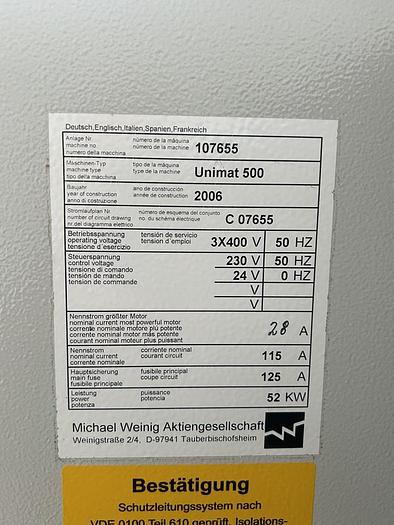 Deutsch,Englisch,Italien,Spanien,Frankreich
Anlage Nr. número de la máquina
machine no. numéro de la machine 107655
numero della macchina
Maschinen-Typ tipo de la máquina
machine type type de la machine Unimat 500
tipo della macchina
Baujahr ano de construcción
year of construction année de construction 2006
anno di costruzione
Stromlaufplan Nr. número de esquema del conjunto
number of circuit drawing no. du schéma électrique C 07655
nr.del diagramma elettrico
Betriebsspannung tensión de servicio
operating voltage tension d´emploi 3X400 V 50 HZ
tensione d´esercizio
Steuerspannung 230 V 50 HZ
control voltage
tensione di comando 24 V 0 HZ
tensión de mando
tension de commande V
V
Nennstrom größter Motor
nominal current most powerful motor
corrente nominale motore più potente 28 A
corriente nominal motor más potente
courant nominal moteur plus puissant
Nennstrom corriente nominal
nominal current courant circuit 115 A
corrente nominale
Hauptsicherung fusible principal
main fuse coupe circuit 125 A
fusibile principale
Leistung puissance
power potencia 52 KW
potenza
Michael Weinig Aktiengesellschaft
Weinigstraße 2/4, D-97941 Tauberbischofsheim
Bestätigung
Schutzleitungssystem nach
VDE 0100 Teil 610 geprüft. Isolations-